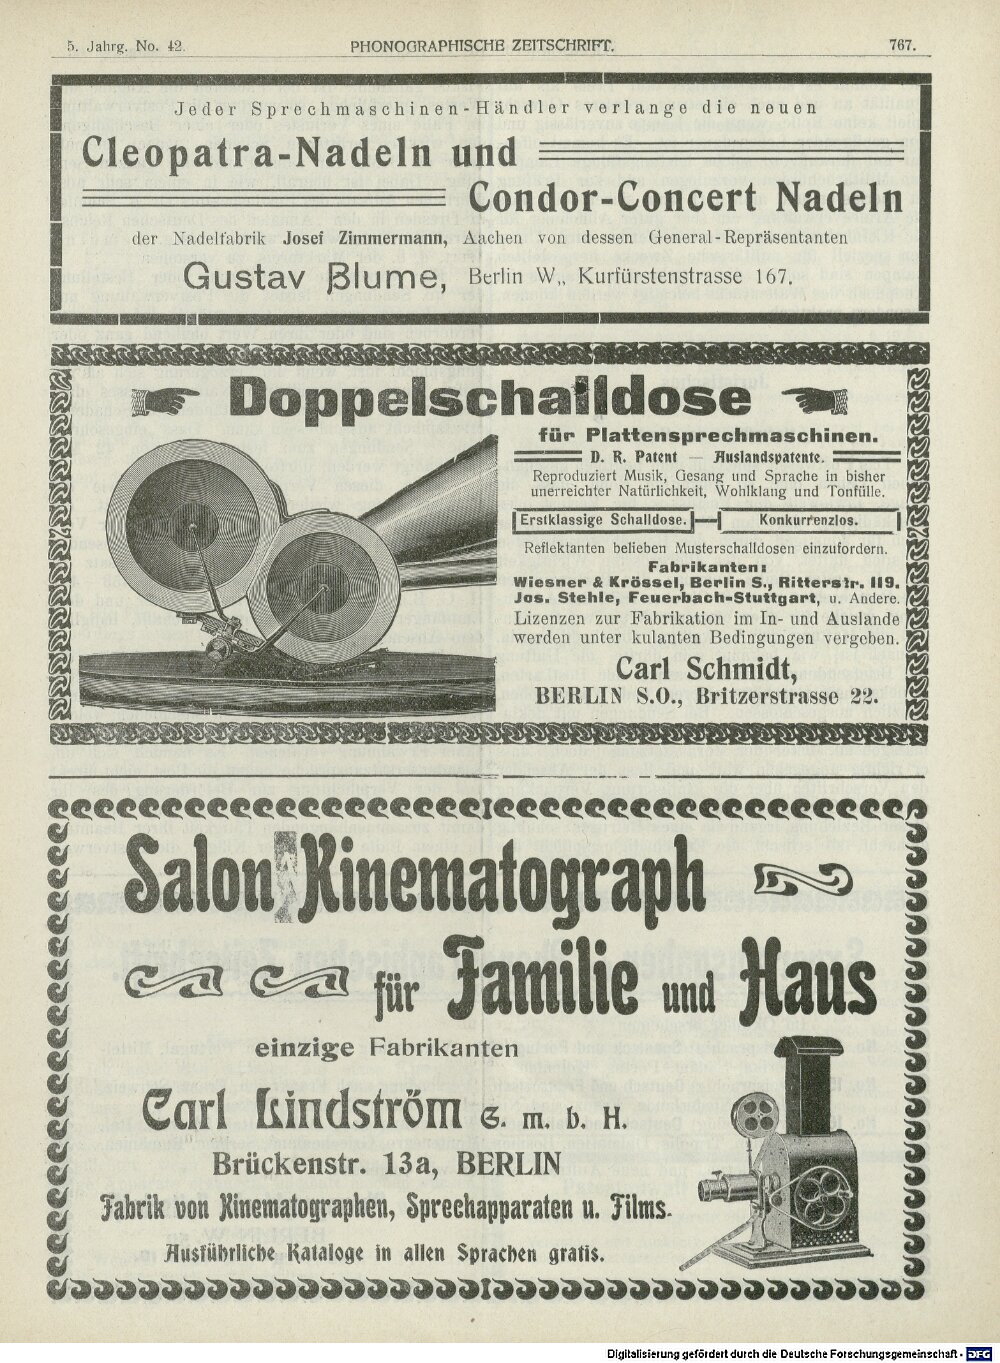 5. Jahrg. No. 42.
PHONOGRAPHISCHE ZEITSCHRIFT.
767.
Jeder Sprechmaschinen-Händler verlange die neuen
Cleopatra-Nadeln und
Condor-Concert Nadeln
der Nadelfabrik Josef Zimmermann, Aachen von dessen General-Repräsentanten
Gustav Blume, Berlin W„ Kurfürstenstrasse 167.
Doppelschalldose
für Plattensprechmaschinen.
D. R. Patent — Auslandspatente.
Reproduziert Musik, Gesang und Sprache in bisher
unerreichter Natürlichkeit, Wohlklang und Tonfülle.
Erstklassige Schalldose. — Konkurrenzlos.
Reflektanten belieben Musterschalldosen einzufordern.
Fabrikanten:
Wiesner & Krössel, Berlin S., Ritterstr. 119.
Jos. Stehle, Feuerbach-Stuttgart, u. Andere.
Lizenzen zur Fabrikation im In- und Auslande
werden unter kulanten Bedingungen vergeben.
Carl Schmidt,
BERLIN S.O., Britzerstrasse 22.
Salon Kinematograph
für Familie und Haus
einzige Fabrikanten
Carl Lindström G. m. b. H.
Brückenstr. 13a, BERLIN
Fabrik von Kinematographen, Sprechapparaten u. Films.
Ausführliche Kataloge in allen Sprachen gratis.
Digitalisierung gefördert durch die Deutsche Forschungsgemeinschaft - DFG